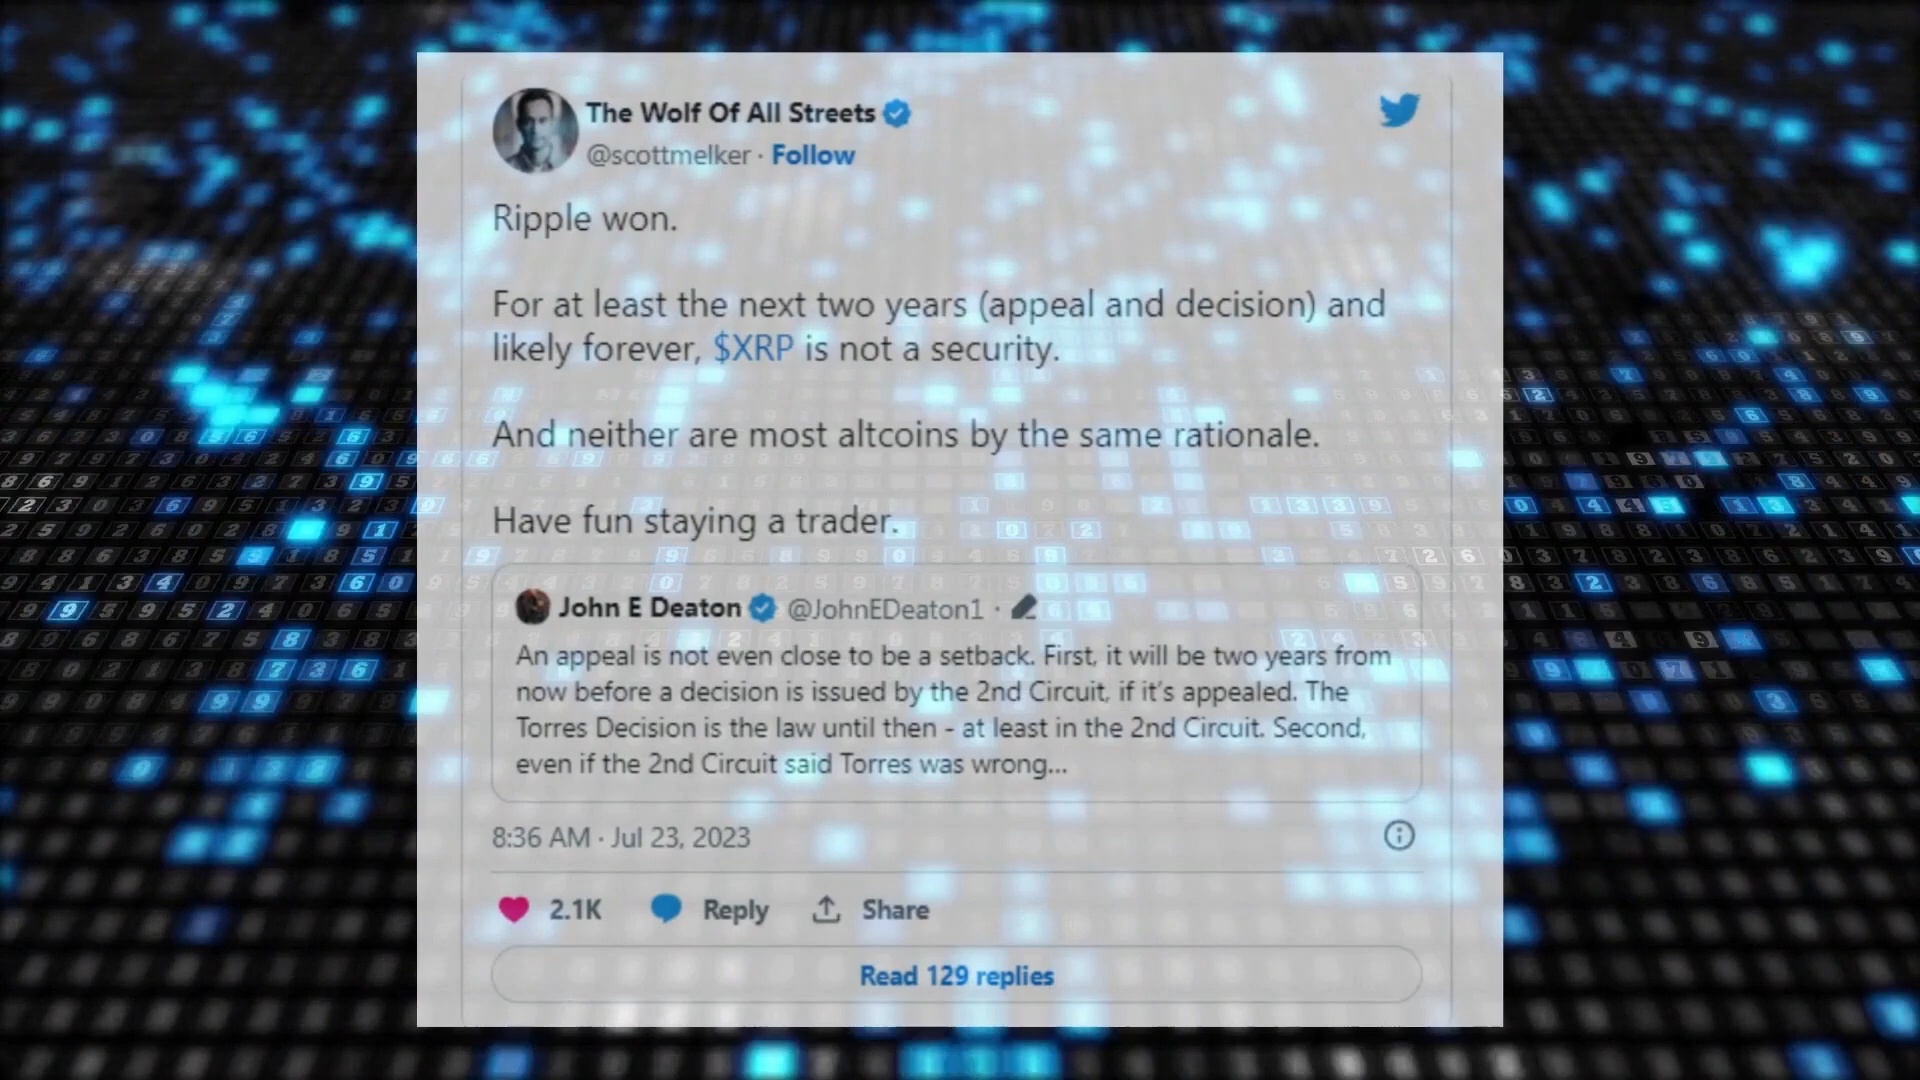 The Wolf Of All Streets
@scottmelker · Follow
Ripple won.
For at least the next two years (appeal and decision) and
likely forever, $XRP is not a security.
And neither are most altcoins by the same rationale.
Have fun staying a trader.
John E Deaton @JohnEDeaton1 ·
An appeal is not even close to be a setback. First, it will be two years from
now before a decision is issued by the 2nd Circuit, if it's appealed. The
Torres Decision is the law until then - at least in the 2nd Circuit. Second,
even if the 2nd Circuit said Torres was wrong...
8:36 AM · Jul 23, 2023
2.1K Reply Share
Read 129 replies